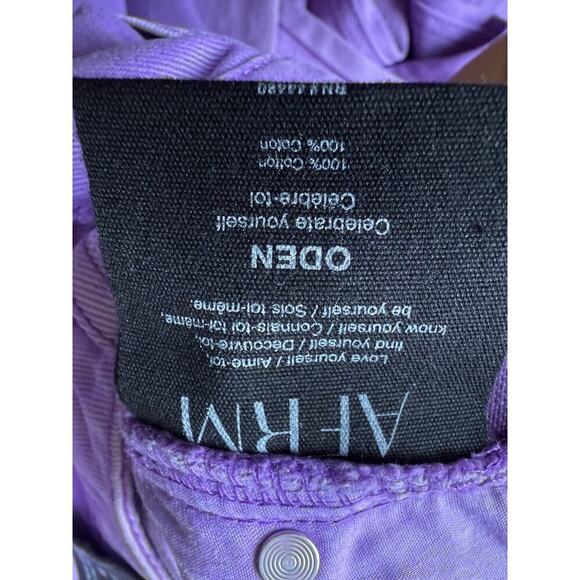 AFRM
Love yourself / Aime-toi,
find yourself / Découvre-toi,
know yourself / Connais-toi toi-même,
be yourself / Sois toi-même.
ODEN
Celebrate yourself
Célèbre-toi
100% Cotton
100% Coton